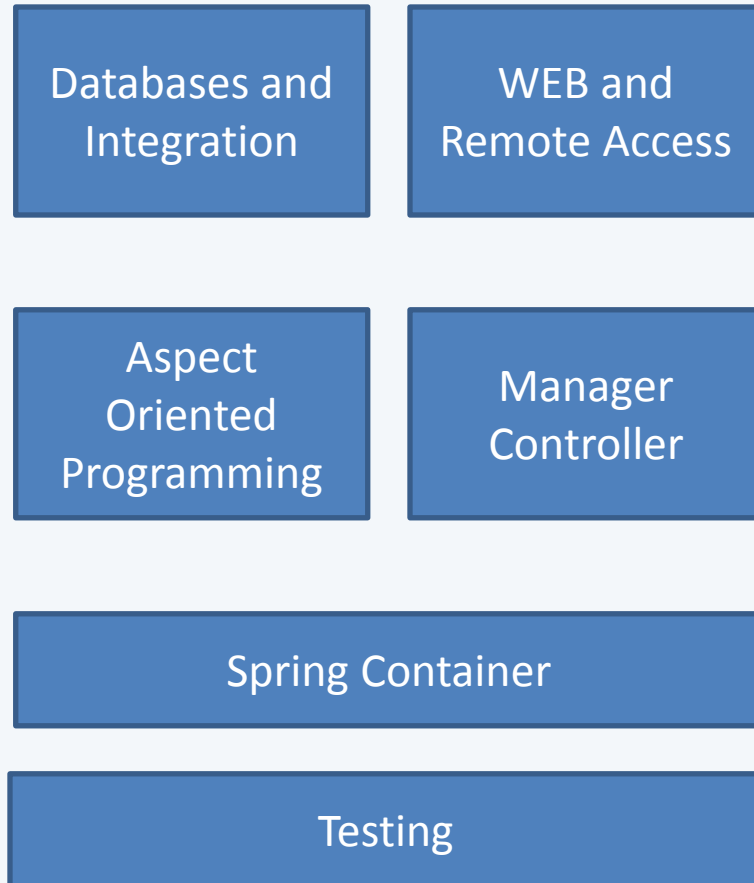 Databases and
Integration
WEB and
Remote Access
Aspect
Oriented
Programming
Manager
Controller
Spring Container
Testing